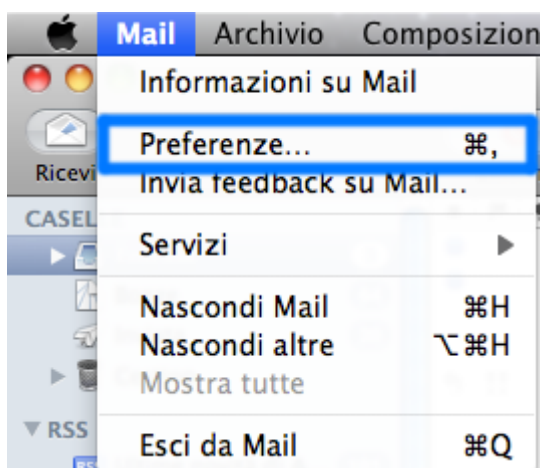 Mail Archivio Composizion
Informazioni su Mail
Preferenze... ⌘,
Ricevi
Invia feedback su Mail...
CASEL
Servizi
Nascondi Mail ⌘H
Nascondi altre ⌥⌘H
Mostra tutte
RSS
Esci da Mail ⌘Q